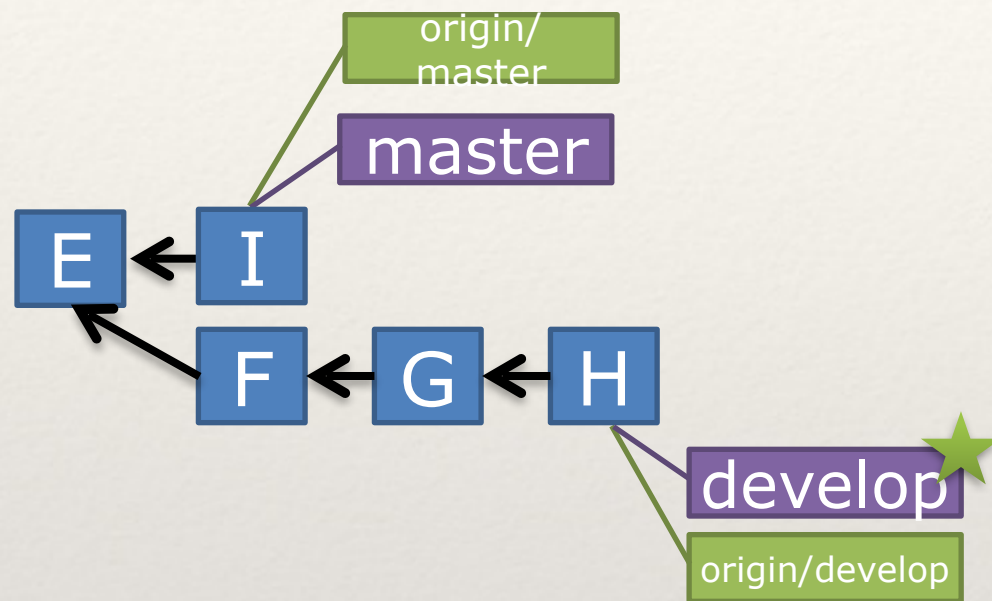 origin/
master
master
E
I
F
G
H
develop
origin/develop